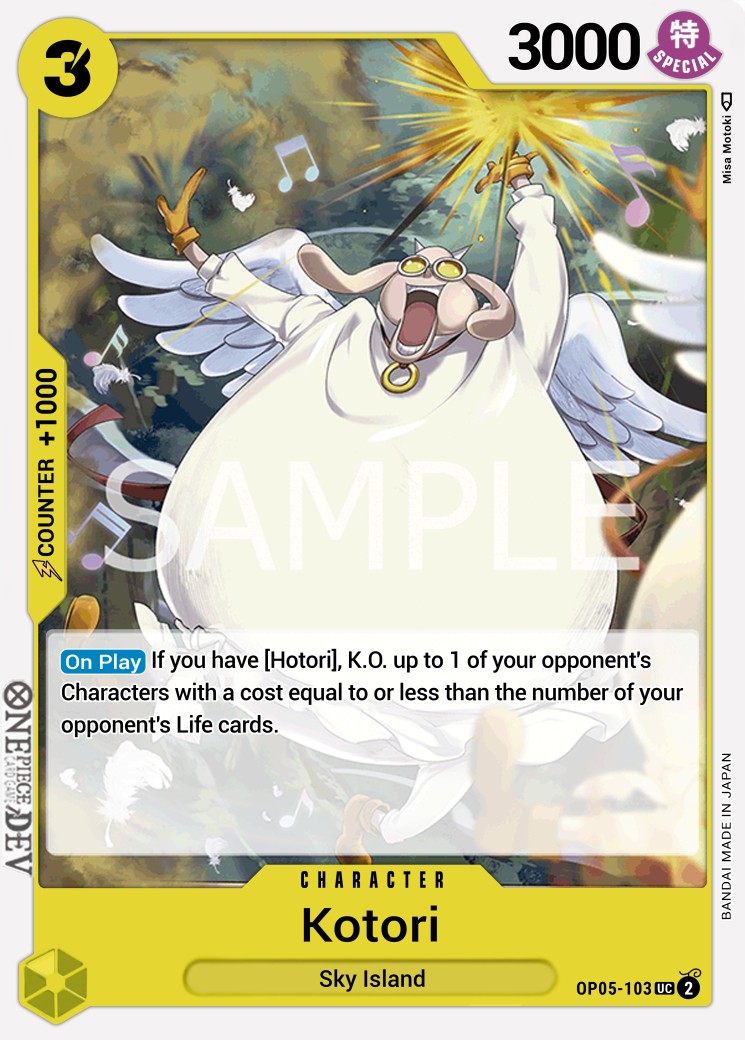 3
3000
特
SPECIAL
Misa Motoki
COUNTER +1000
SAMPLE
On Play If you have [Hotori], K.O. up to 1 of your opponent's
Characters with a cost equal to or less than the number of your
opponent's Life cards.
ONE PIECE
CARD GAME
DEV
BANDAI MADE IN JAPAN
CHARACTER
Kotori
Sky Island
OP05-103 UC 2